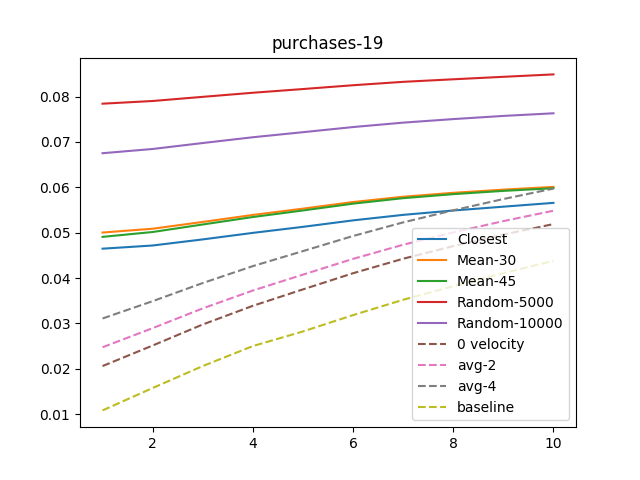 purchases-19
0.08
0.07
0.06
0.05
0.04
0.03
0.02
0.01
2
4
6
8
10
Closest
Mean-30
Mean-45
Random-5000
Random-10000
0 velocity
avg-2
avg-4
baseline